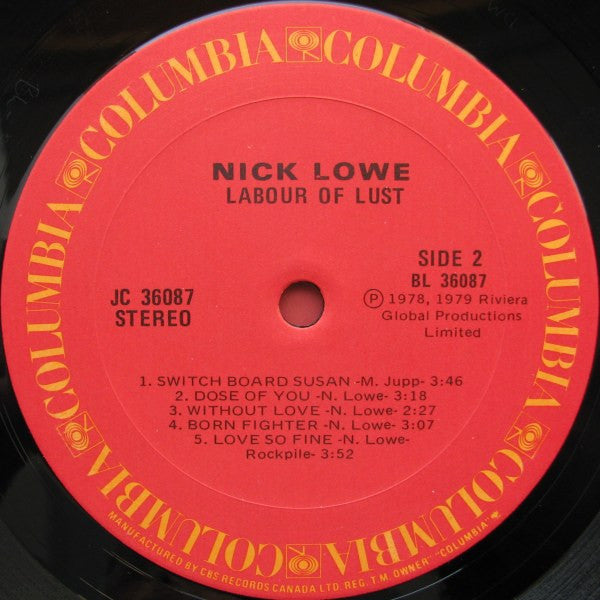 COLUMBIA COLUMBIA COLUMBIA COLUMBIA COLUMBIA COLUMBIA
NICK LOWE
LABOUR OF LUST
SIDE 2
BL 36087
JC 36087
STEREO
Ⓟ 1978, 1979 Riviera
Global Productions
Limited
1. SWITCH BOARD SUSAN -M. Jupp- 3:46
2. DOSE OF YOU -N. Lowe- 3:18
3. WITHOUT LOVE -N. Lowe- 2:27
4. BORN FIGHTER -N. Lowe- 3:07
5. LOVE SO FINE -N. Lowe-
Rockpile- 3:52
MANUFACTURED BY CBS RECORDS CANADA LTD. REG. T.M. OWNER "COLUMBIA"